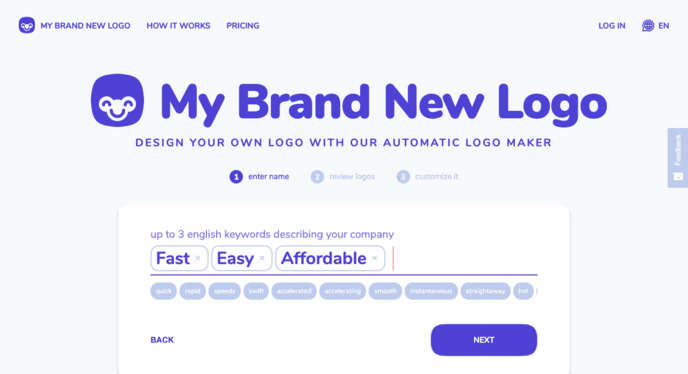 MY BRAND NEW LOGO HOW IT WORKS PRICING LOG IN EN
My Brand New Logo
DESIGN YOUR OWN LOGO WITH OUR AUTOMATIC LOGO MAKER
Feedback
1 enter name 2 review logos 3 customize it
up to 3 english keywords describing your company
Fast × Easy × Affordable ×
quick rapid speedy swift accelerated accelerating smooth instantaneous straightaway hot
BACK NEXT